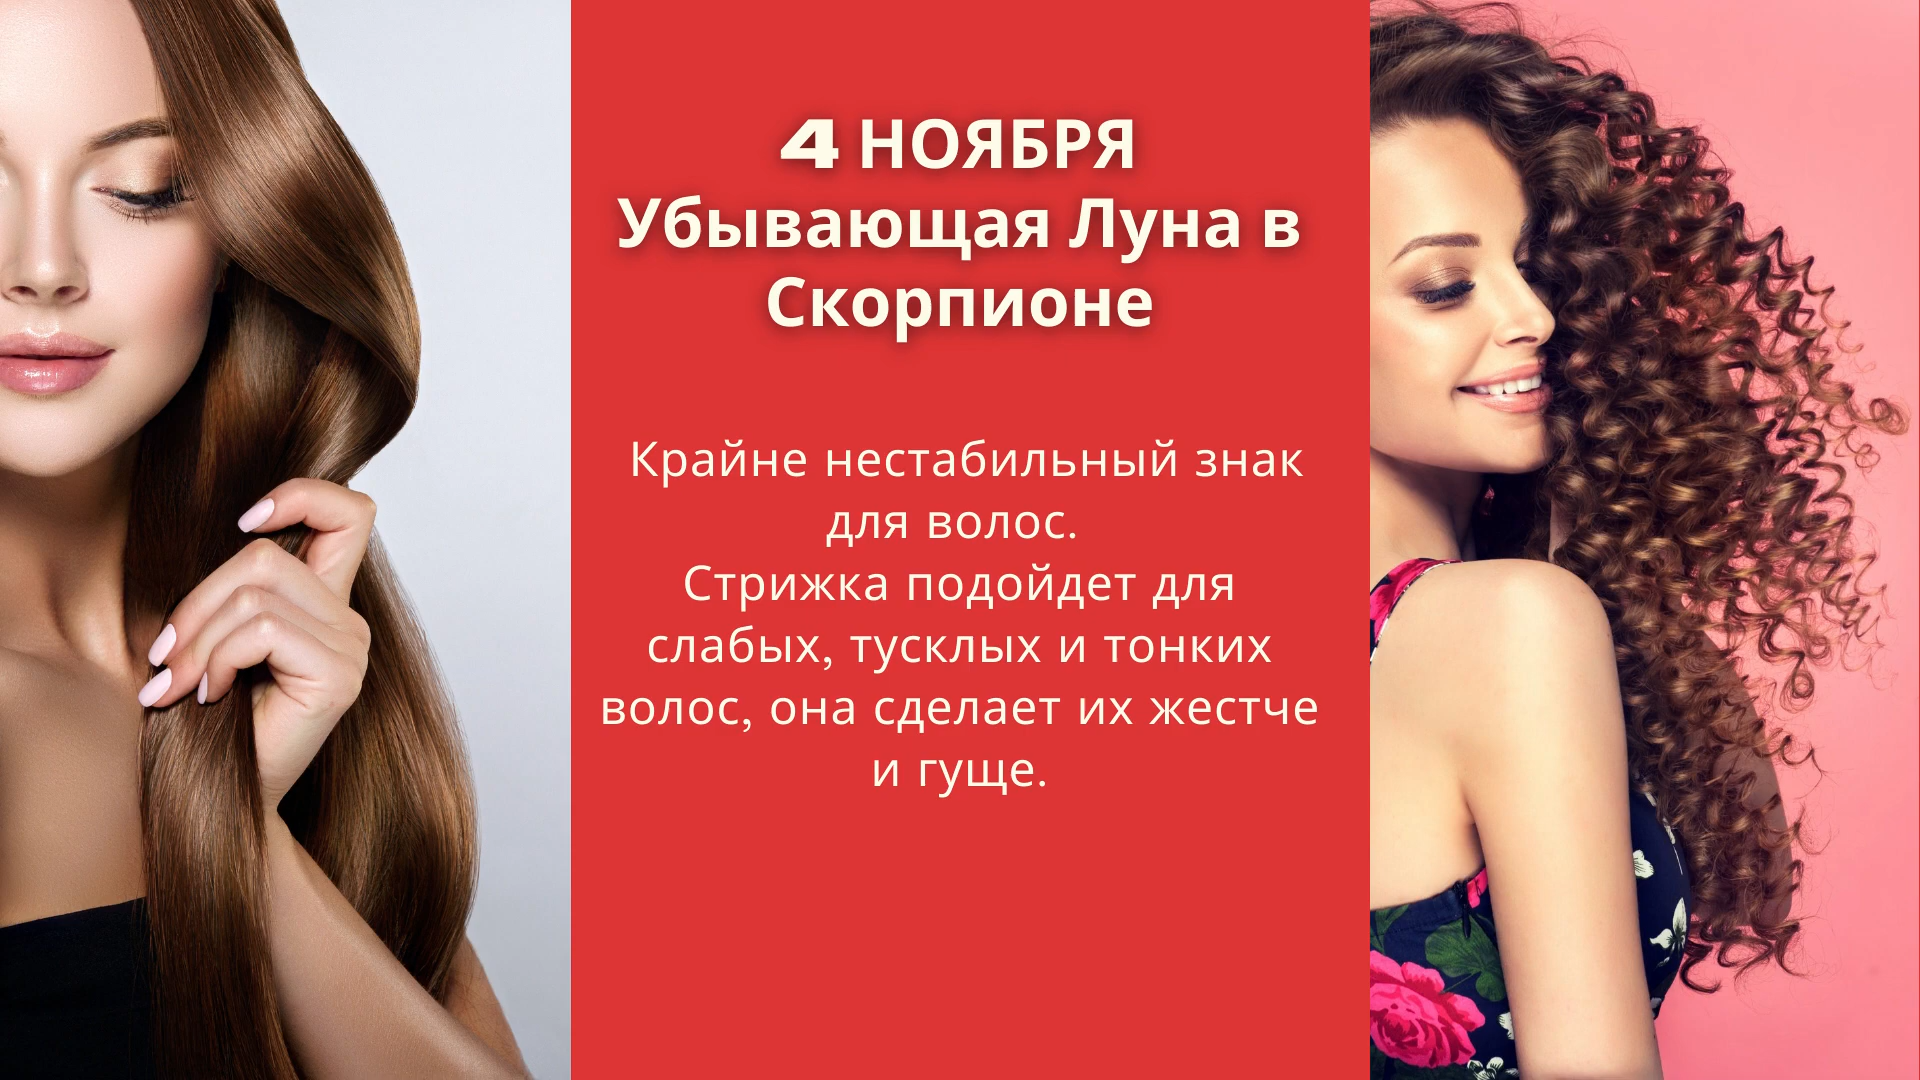 4 НОЯБРЯ
Убывающая Луна в
Скорпионе
Крайне нестабильный знак
для волос.
Стрижка подойдет для
слабых, тусклых и тонких
волос, она сделает их жестче
и гуще.